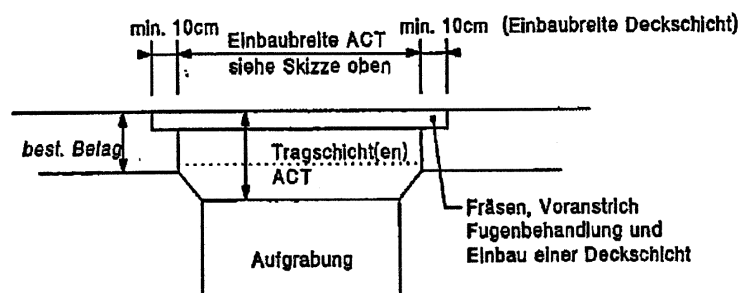 min. 10cm
Einbaubreite ACT
siehe Skizze oben
min. 10cm (Einbaubreite Deckschicht)
best. Belag
Tragschicht(en)
ACT
Fräsen, Voranstrich
Fugenbehandlung und
Einbau einer Deckschicht
Aufgrabung